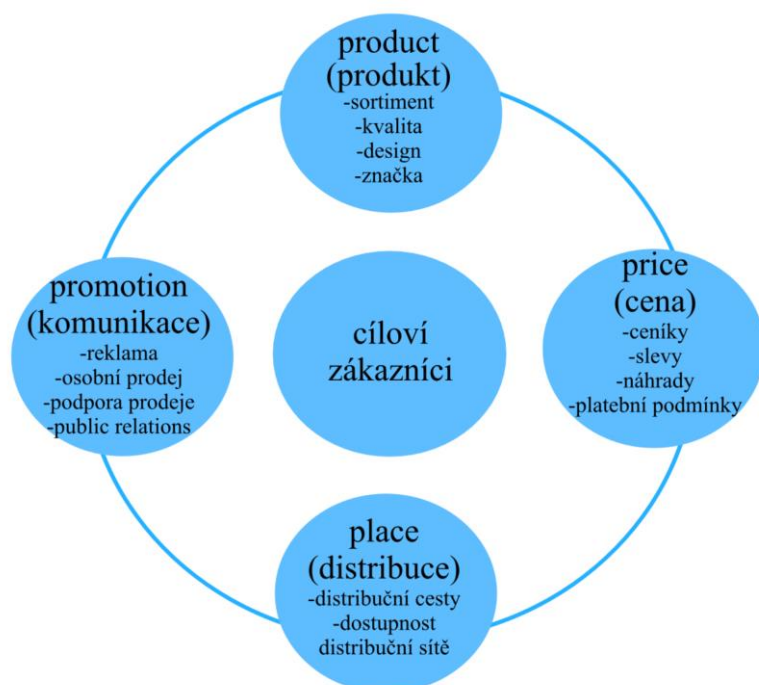 product
(produkt)
-sortiment
-kvalita
-design
-značka
promotion
(komunikace)
-reklama
-osobní prodej
-podpora prodeje
-public relations
cíloví
zákazníci
price
(cena)
-ceníky
-slevy
-náhrady
-platební podmínky
place
(distribuce)
-distribuční cesty
-dostupnost
distribuční sítě